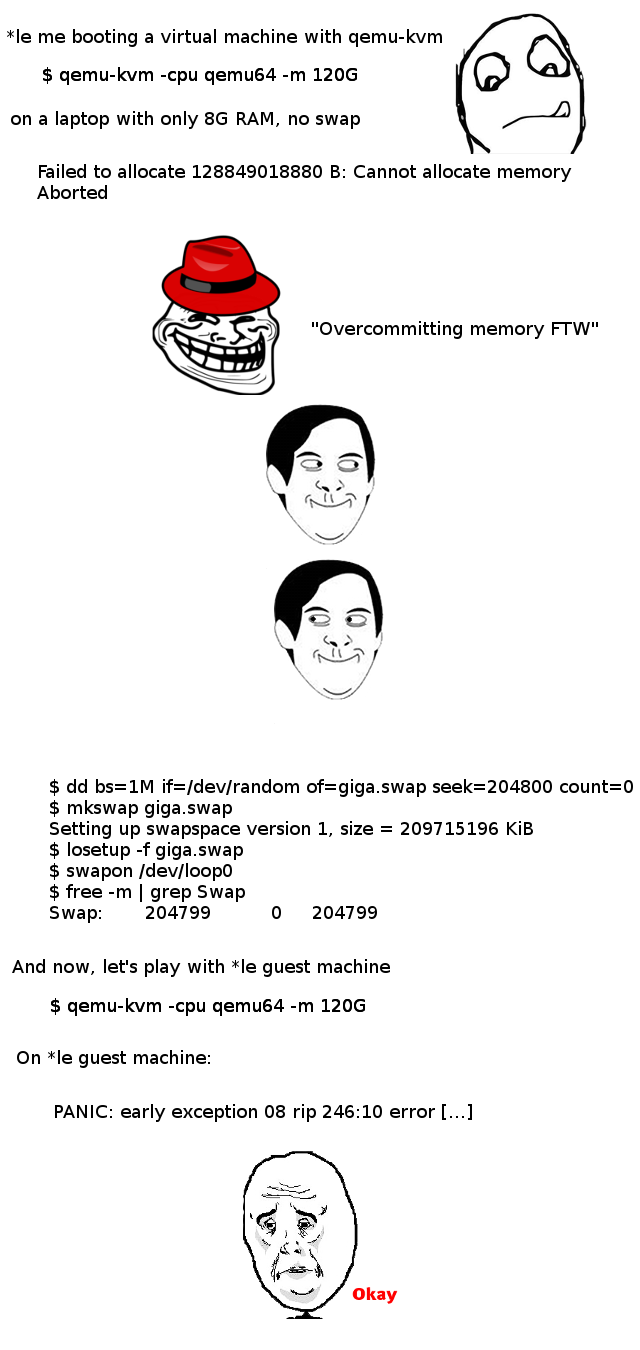 *le me booting a virtual machine with qemu-kvm
$ qemu-kvm -cpu qemu64 -m 120G
on a laptop with only 8G RAM, no swap
Failed to allocate 128849018880 B: Cannot allocate memory
Aborted
"Overcommitting memory FTW"
$ dd bs=1M if=/dev/random of=giga.swap seek=204800 count=0
$ mkswap giga.swap
Setting up swapspace version 1, size = 209715196 KiB
$ losetup -f giga.swap
$ swapon /dev/loop0
$ free -m | grep Swap
Swap: 204799 0 204799
And now, let's play with *le guest machine
$ qemu-kvm -cpu qemu64 -m 120G
On *le guest machine:
PANIC: early exception 08 rip 246:10 error [...]
Okay